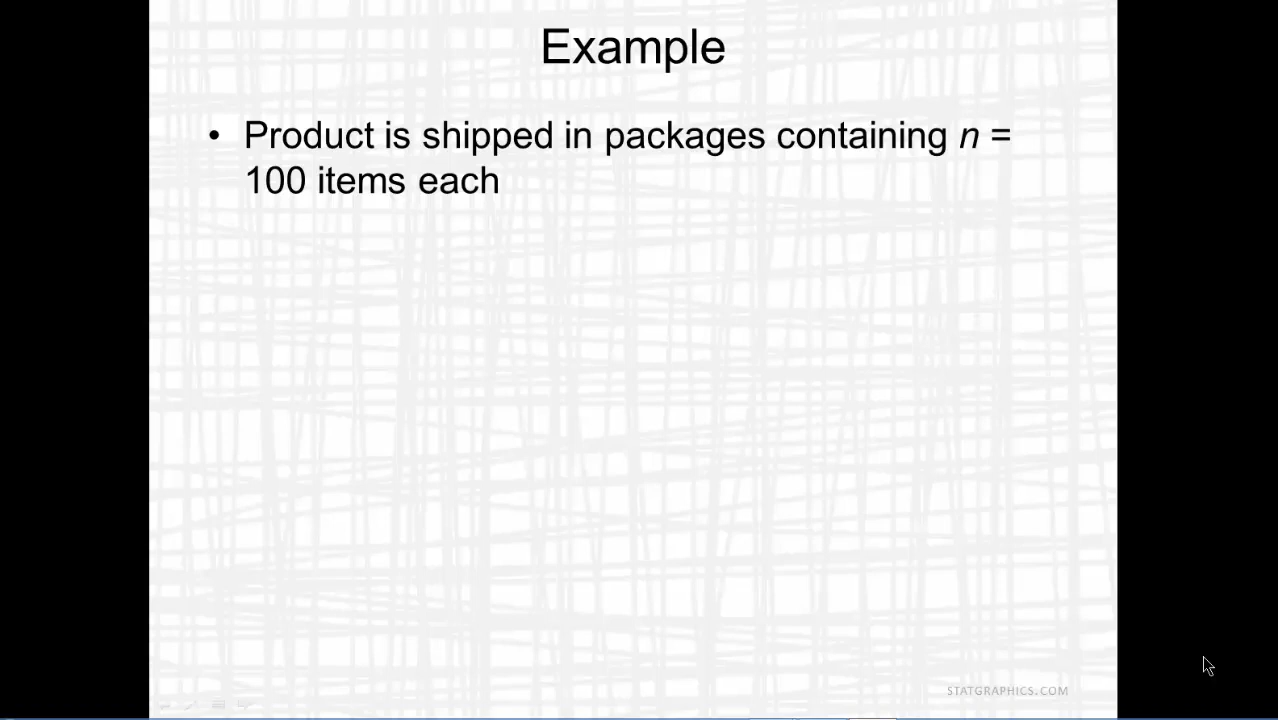 Example
• Product is shipped in packages containing n =
100 items each
STATGRAPHICS.COM